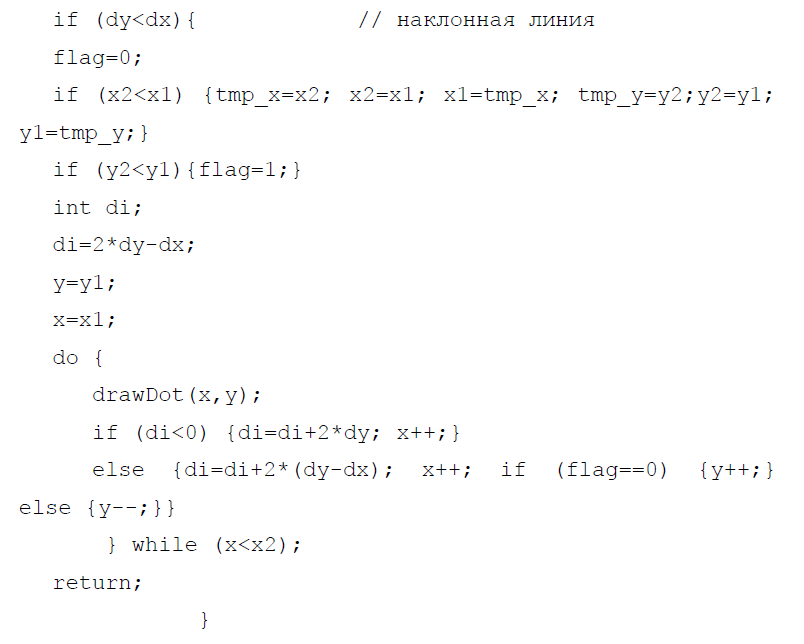 if (dy<dx){ // наклонная линия
flag=0;
if (x2<x1) {tmp_x=x2; x2=x1; x1=tmp_x; tmp_y=y2;y2=y1;
y1=tmp_y;}
if (y2<y1){flag=1;}
int di;
di=2*dy-dx;
y=y1;
x=x1;
do {
drawDot(x,y);
if (di<0) {di=di+2*dy; x++;}
else {di=di+2*(dy-dx); x++; if (flag==0) {y++;}
else {y--;}}
} while (x<x2);
return;
}